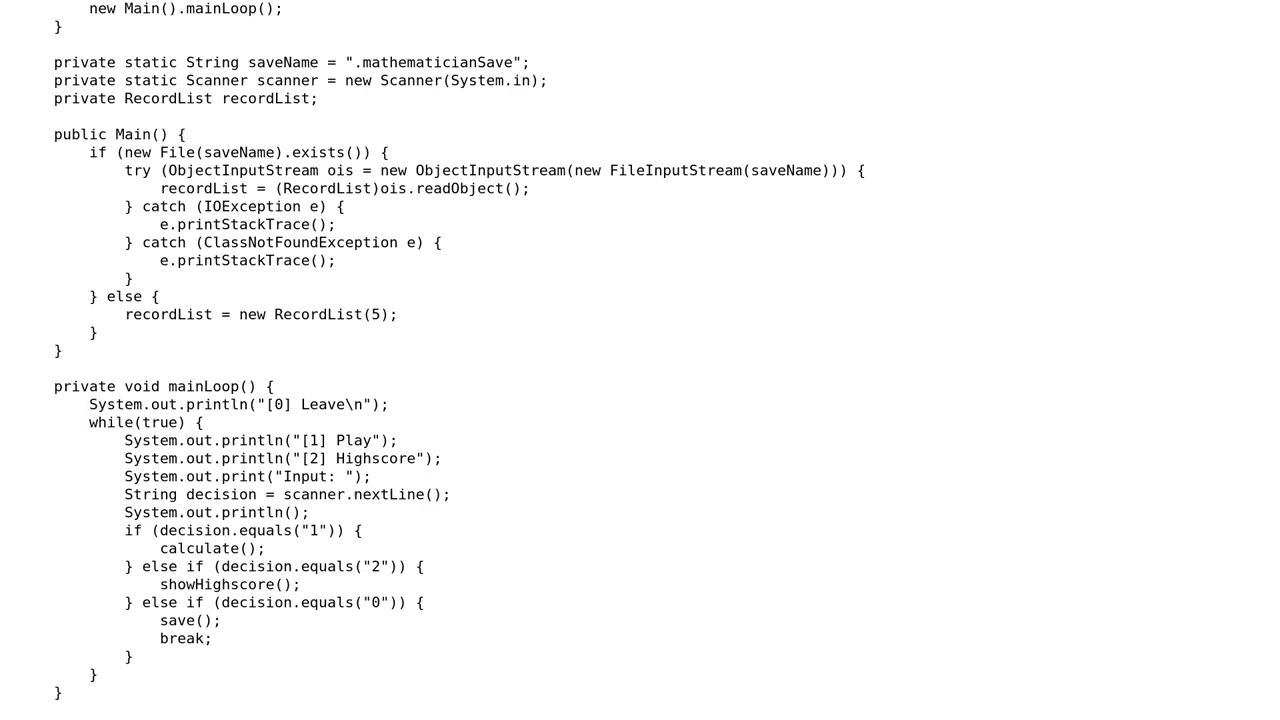 new Main().mainLoop();
}
private static String saveName = ".mathematicianSave";
private static Scanner scanner = new Scanner(System.in);
private RecordList recordList;
public Main() {
if (new File(saveName).exists()) {
try (ObjectInputStream ois = new ObjectInputStream(new FileInputStream(saveName))) {
recordList = (RecordList)ois.readObject();
} catch (IOException e) {
e.printStackTrace();
} catch (ClassNotFoundException e) {
e.printStackTrace();
}
} else {
recordList = new RecordList(5);
}
}
private void mainLoop() {
System.out.println("[0] Leave\n");
while(true) {
System.out.println("[1] Play");
System.out.println("[2] Highscore");
System.out.print("Input: ");
String decision = scanner.nextLine();
System.out.println();
if (decision.equals("1")) {
calculate();
} else if (decision.equals("2")) {
showHighscore();
} else if (decision.equals("0")) {
save();
break;
}
}
}